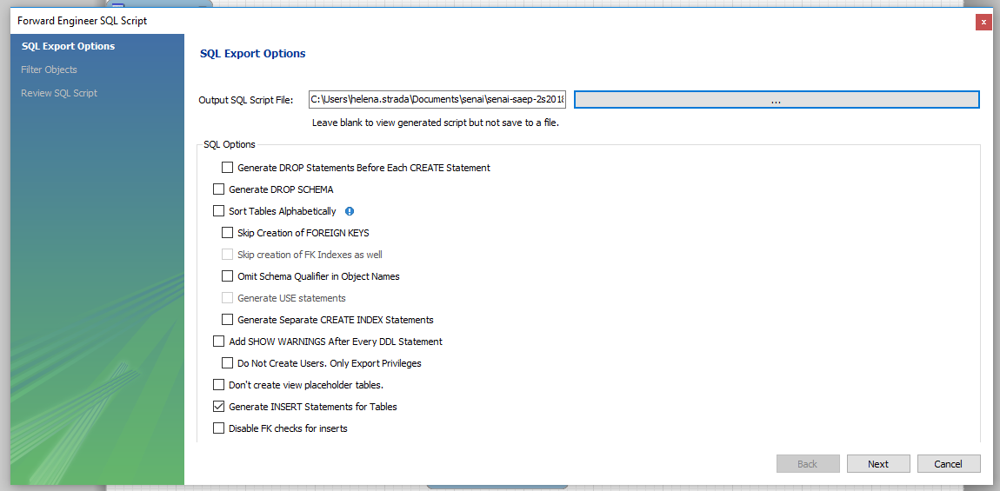 Forward Engineer SQL Script
x
SQL Export Options
Filter Objects
Review SQL Script
SQL Export Options
Output SQL Script File: C:\Users\helena.strada\Documents\senai\senai-saep-2s2018 ...
Leave blank to view generated script but not save to a file.
SQL Options
Generate DROP Statements Before Each CREATE Statement
Generate DROP SCHEMA
Sort Tables Alphabetically
Skip Creation of FOREIGN KEYS
Skip creation of FK Indexes as well
Omit Schema Qualifier in Object Names
Generate USE statements
Generate Separate CREATE INDEX Statements
Add SHOW WARNINGS After Every DDL Statement
Do Not Create Users. Only Export Privileges
Don't create view placeholder tables.
Generate INSERT Statements for Tables
Disable FK checks for inserts
Back Next Cancel